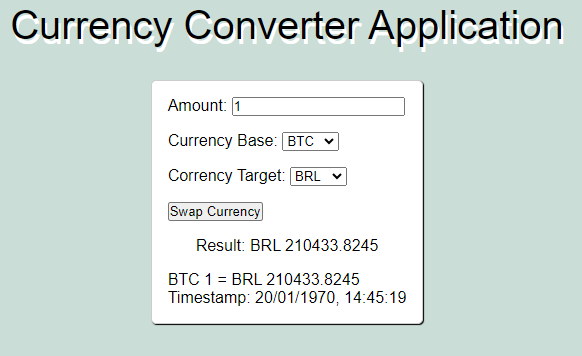 Currency Converter Application
Amount: 1
Currency Base: BTC
Corrency Target: BRL
Swap Currency
Result: BRL 210433.8245
BTC 1 = BRL 210433.8245
Timestamp: 20/01/1970, 14:45:19